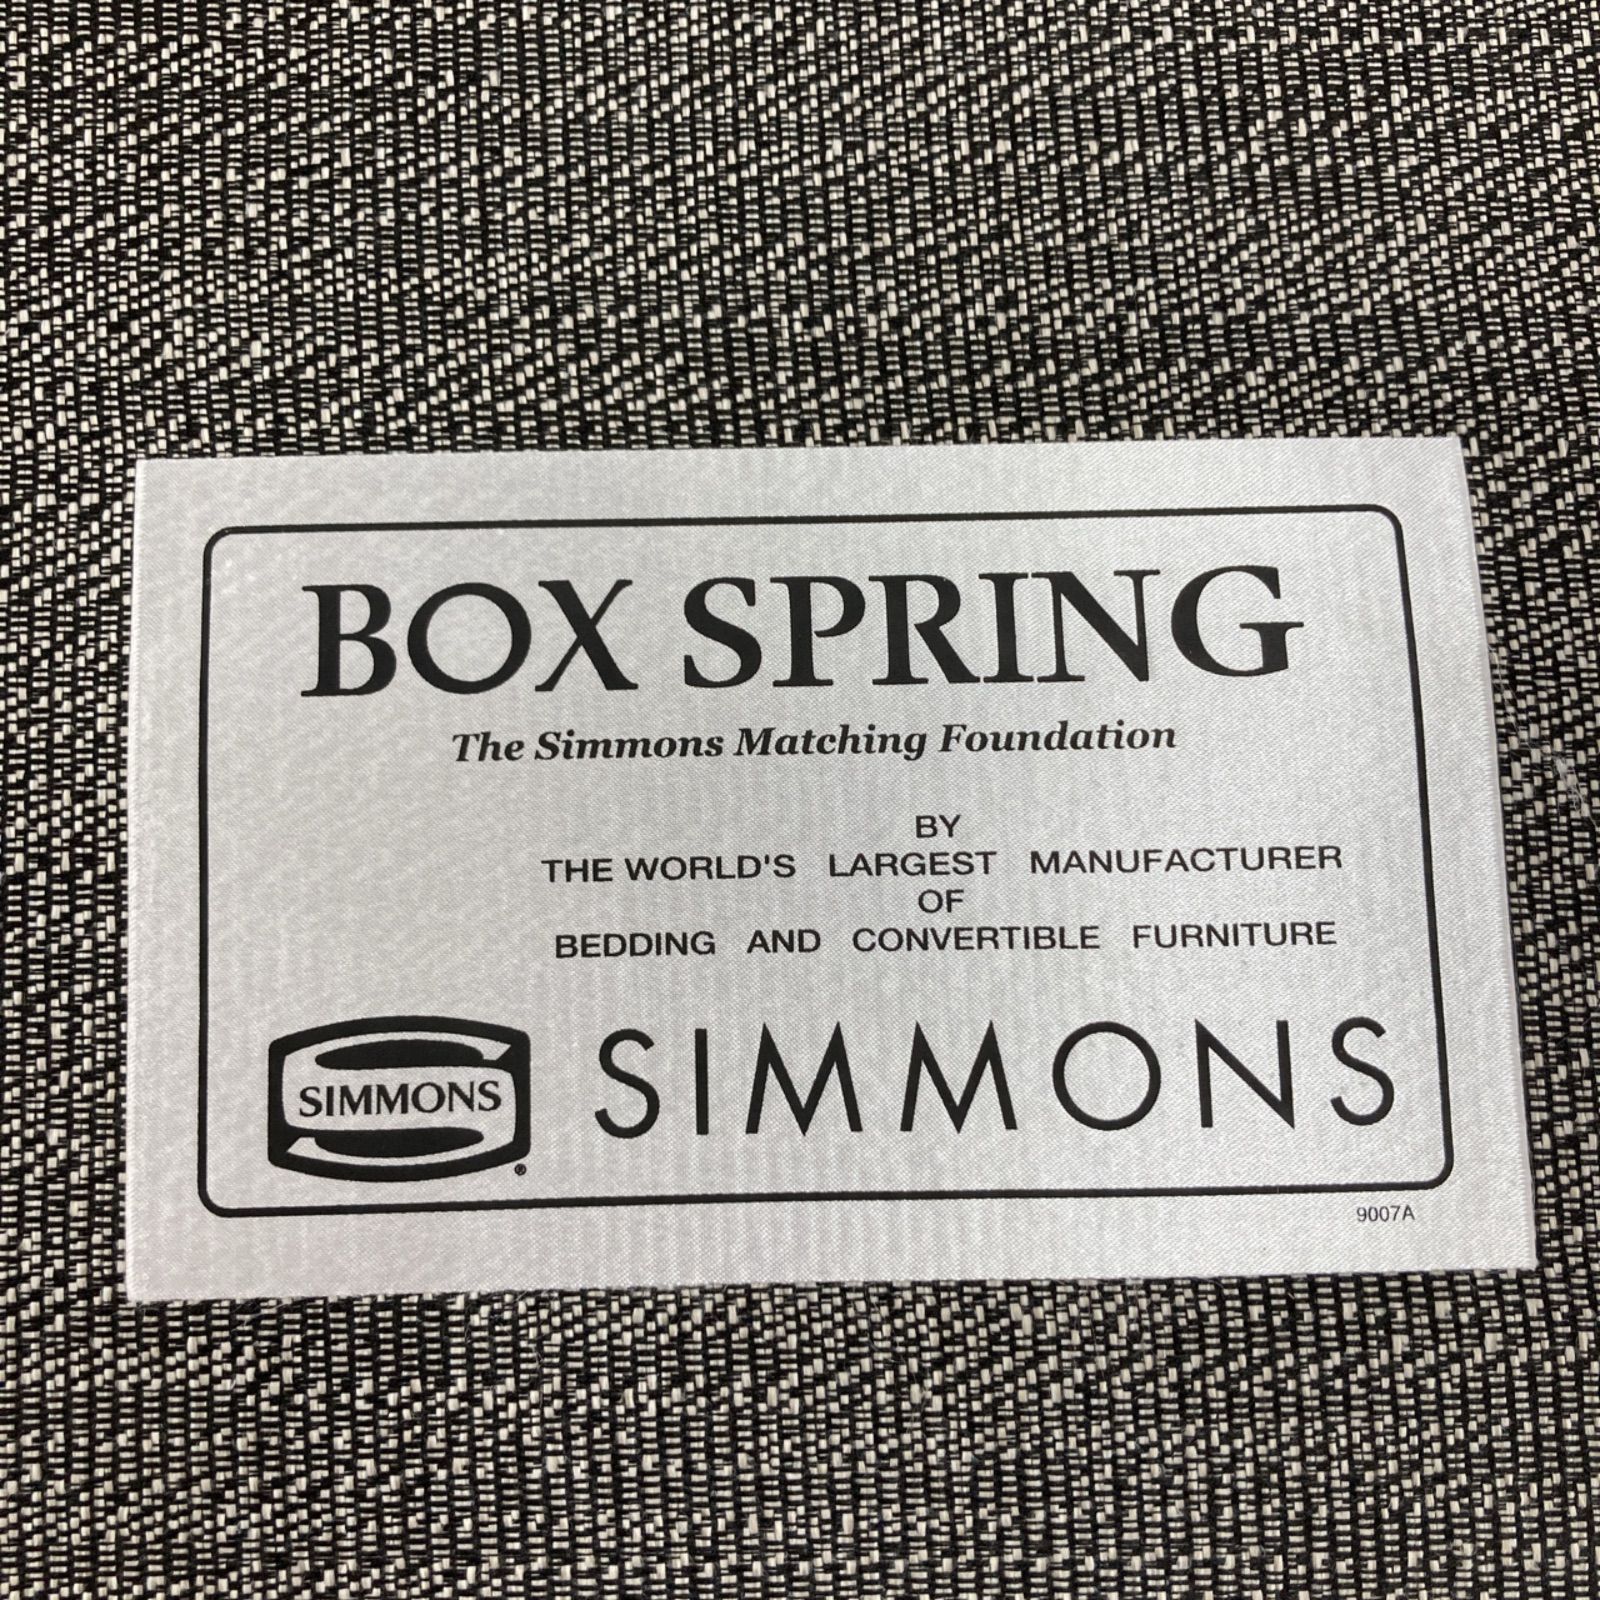 BOX SPRING
The Simmons Matching Foundation
BY
THE WORLD'S LARGEST MANUFACTURER
OF
BEDDING AND CONVERTIBLE FURNITURE
SIMMONS®
SIMMONS
9007A